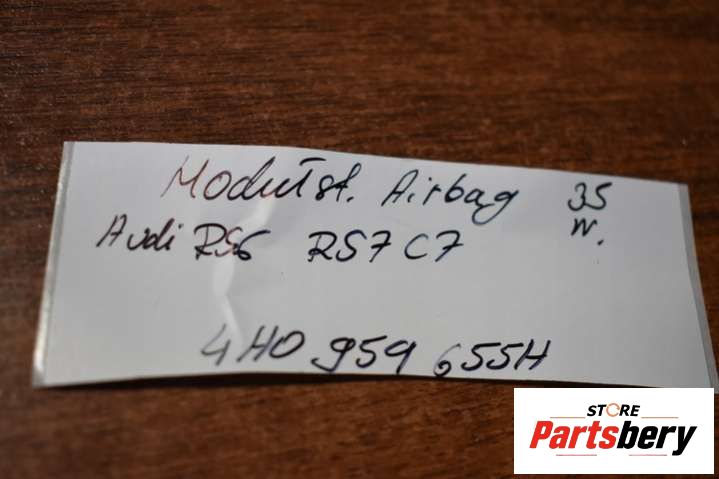 Moduł st. Airbag 35
Audi RS6 RS7 C7 W.
4H0 959 655H
STORE
Partsbery